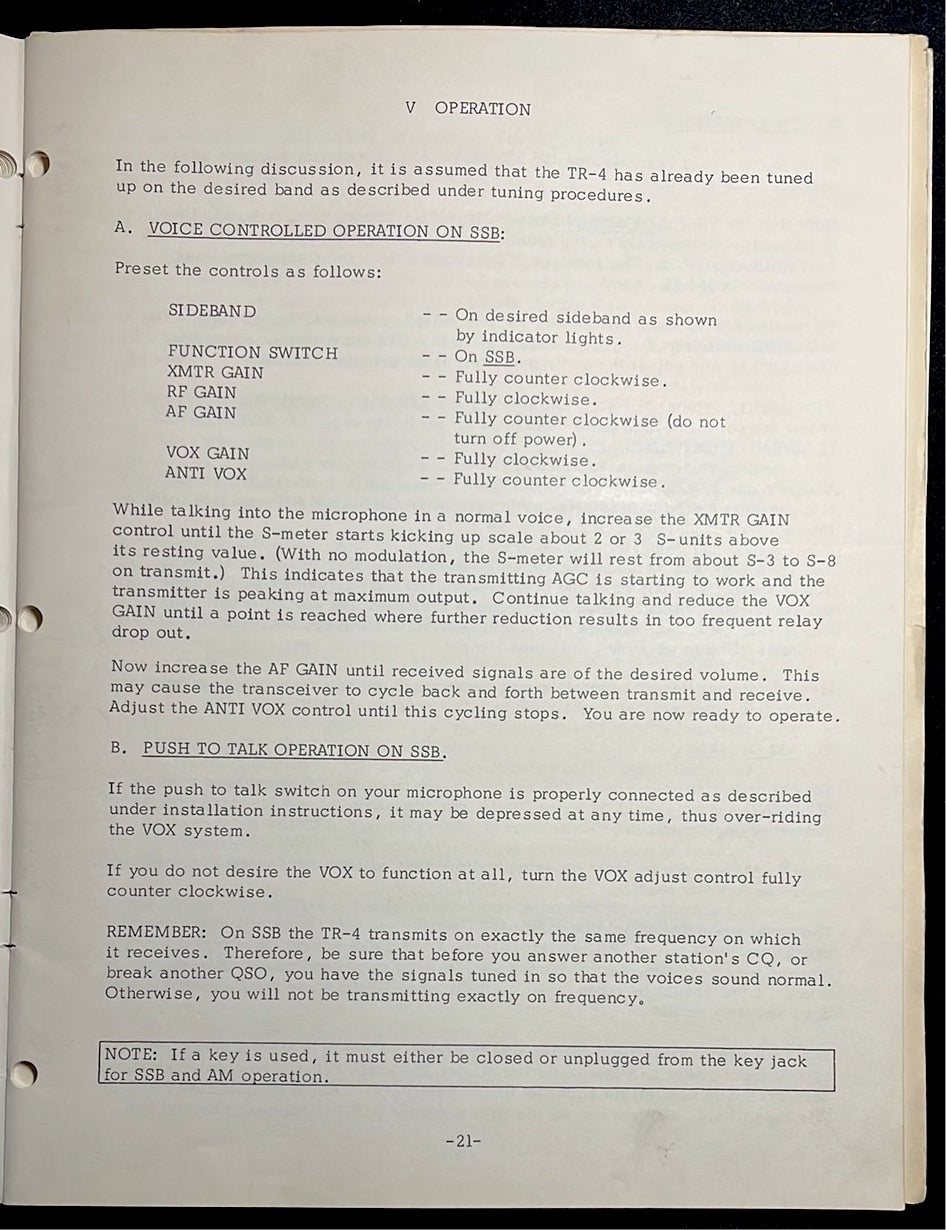 V OPERATION
In the following discussion, it is assumed that the TR-4 has already been tuned
up on the desired band as described under tuning procedures.
A. VOICE CONTROLLED OPERATION ON SSB:
Preset the controls as follows:
SIDEBAND -- On desired sideband as shown
by indicator lights.
FUNCTION SWITCH -- On SSB.
XMTR GAIN -- Fully counter clockwise.
RF GAIN -- Fully clockwise.
AF GAIN -- Fully counter clockwise (do not
turn off power).
VOX GAIN -- Fully clockwise.
ANTI VOX -- Fully counter clockwise.
While talking into the microphone in a normal voice, increase the XMTR GAIN
control until the S-meter starts kicking up scale about 2 or 3 S-units above
its resting value. (With no modulation, the S-meter will rest from about S-3 to S-8
on transmit.) This indicates that the transmitting AGC is starting to work and the
transmitter is peaking at maximum output. Continue talking and reduce the VOX
GAIN until a point is reached where further reduction results in too frequent relay
drop out.
Now increase the AF GAIN until received signals are of the desired volume. This
may cause the transceiver to cycle back and forth between transmit and receive.
Adjust the ANTI VOX control until this cycling stops. You are now ready to operate.
B. PUSH TO TALK OPERATION ON SSB.
If the push to talk switch on your microphone is properly connected as described
under installation instructions, it may be depressed at any time, thus over-riding
the VOX system.
If you do not desire the VOX to function at all, turn the VOX adjust control fully
counter clockwise.
REMEMBER: On SSB the TR-4 transmits on exactly the same frequency on which
it receives. Therefore, be sure that before you answer another station's CQ, or
break another QSO, you have the signals tuned in so that the voices sound normal.
Otherwise, you will not be transmitting exactly on frequency.
NOTE: If a key is used, it must either be closed or unplugged from the key jack
for SSB and AM operation.
-21-